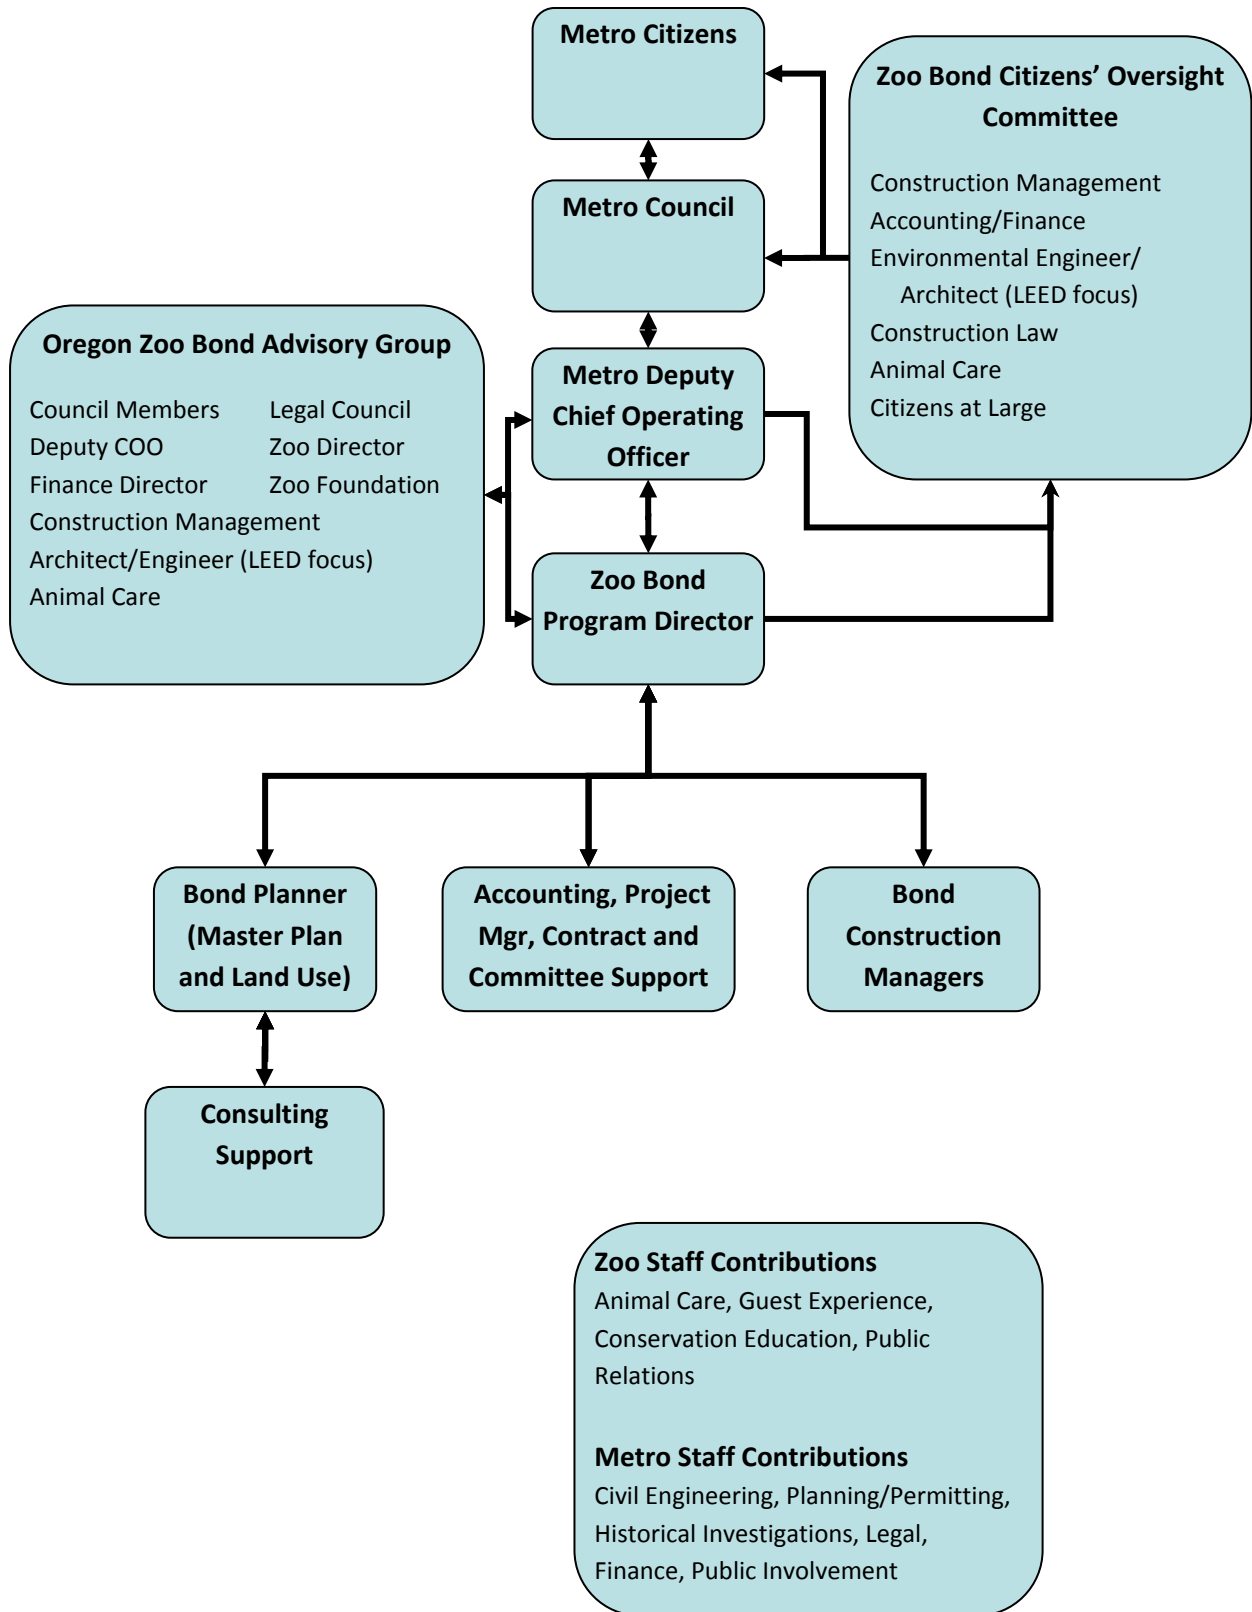 Metro Citizens
Zoo Bond Citizens’ Oversight
Committee
Construction Management
Accounting/Finance
Environmental Engineer/
Architect (LEED focus)
Construction Law
Animal Care
Citizens at Large
Metro Council
Oregon Zoo Bond Advisory Group
Council Members Legal Council
Deputy COO Zoo Director
Finance Director Zoo Foundation
Construction Management
Architect/Engineer (LEED focus)
Animal Care
Metro Deputy
Chief Operating
Officer
Zoo Bond
Program Director
Bond Planner
(Master Plan
and Land Use)
Accounting, Project
Mgr, Contract and
Committee Support
Bond
Construction
Managers
Consulting
Support
Zoo Staff Contributions
Animal Care, Guest Experience,
Conservation Education, Public
Relations
Metro Staff Contributions
Civil Engineering, Planning/Permitting,
Historical Investigations, Legal,
Finance, Public Involvement